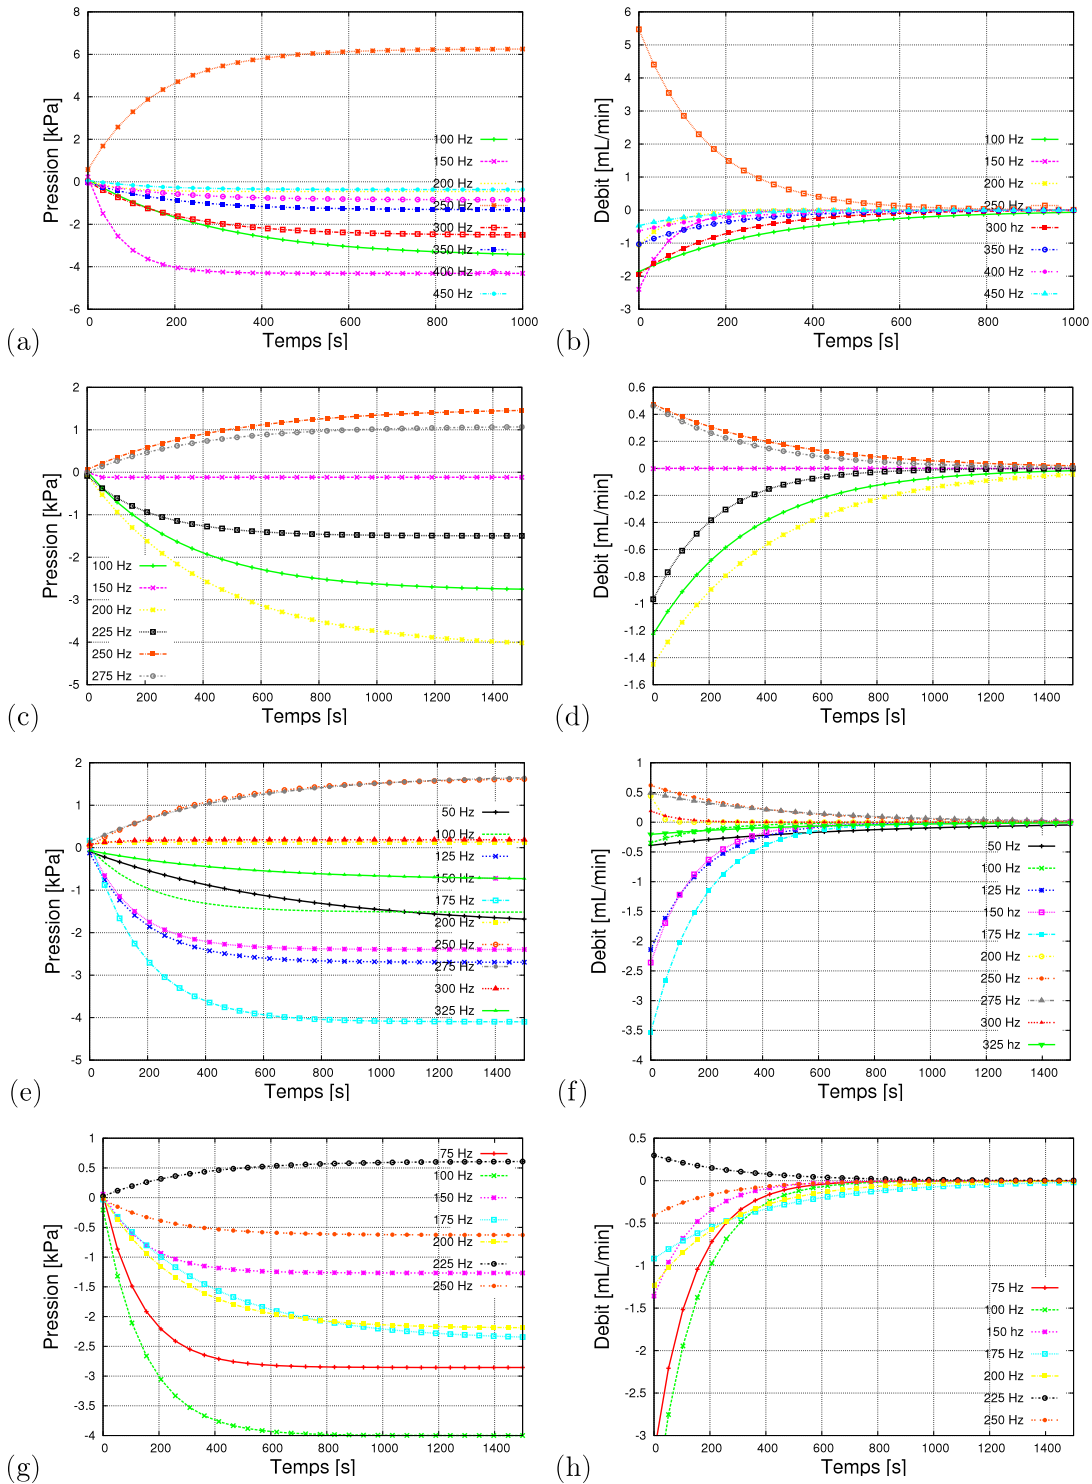 8
6
4
2
0
-2
-4
-6
Pression [kPa]
100 Hz
150 Hz
200 Hz
250 Hz
300 Hz
350 Hz
400 Hz
450 Hz
0 200 400 600 800 1000
Temps [s]
(a)
6
5
4
3
2
1
0
-1
-2
-3
Debit [mL/min]
100 Hz
150 Hz
200 Hz
250 Hz
300 hz
350 Hz
400 Hz
450 Hz
0 200 400 600 800 1000
Temps [s]
(b)
2
1
0
-1
-2
-3
-4
-5
Pression [kPa]
100 Hz
150 Hz
200 Hz
225 Hz
250 Hz
275 Hz
0 200 400 600 800 1000 1200 1400
Temps [s]
(c)
0.6
0.4
0.2
0
-0.2
-0.4
-0.6
-0.8
-1
-1.2
-1.4
-1.6
Debit [mL/min]
0 200 400 600 800 1000 1200 1400
Temps [s]
(d)
2
1
0
-1
-2
-3
-4
-5
Pression [kPa]
50 Hz
100 Hz
125 Hz
150 Hz
175 Hz
200 Hz
250 Hz
275 Hz
300 Hz
325 Hz
0 200 400 600 800 1000 1200 1400
Temps [s]
(e)
1
0.5
0
-0.5
-1
-1.5
-2
-2.5
-3
-3.5
-4
Debit [mL/min]
50 Hz
100 Hz
125 Hz
150 hz
175 Hz
200 Hz
250 Hz
275 Hz
300 Hz
325 hz
0 200 400 600 800 1000 1200 1400
Temps [s]
(f)
1
0.5
0
-0.5
-1
-1.5
-2
-2.5
-3
-3.5
-4
Pression [kPa]
75 Hz
100 Hz
150 Hz
175 Hz
200 Hz
225 Hz
250 Hz
0 200 400 600 800 1000 1200 1400
Temps [s]
(g)
0.5
0
-0.5
-1
-1.5
-2
-2.5
-3
Debit [mL/min]
75 Hz
100 Hz
150 hz
175 Hz
200 Hz
225 Hz
250 Hz
0 200 400 600 800 1000 1200 1400
Temps [s]
(h)